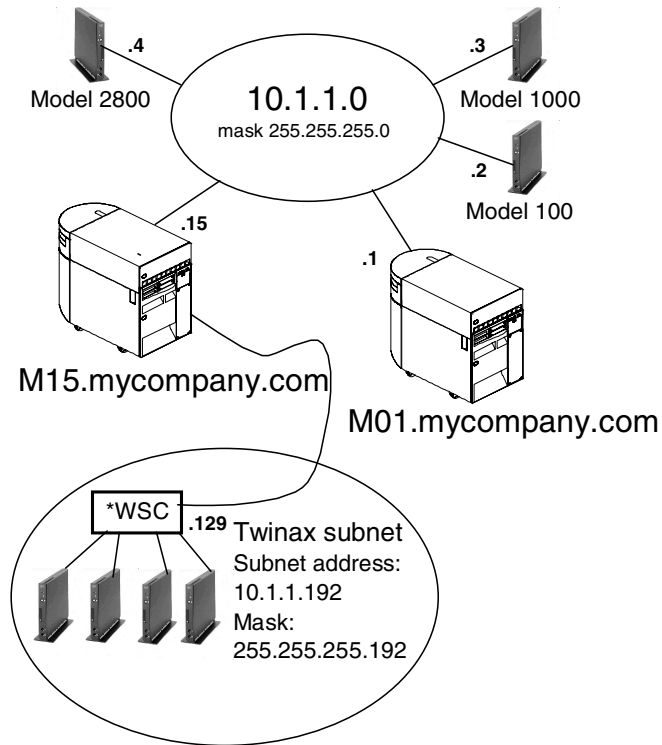 .4
.3
Model 2800
10.1.1.0
mask 255.255.255.0
Model 1000
.2
Model 100
.15
.1
M15.mycompany.com
M01.mycompany.com
*WSC
.129
Twinax subnet
Subnet address:
10.1.1.192
Mask:
255.255.255.192